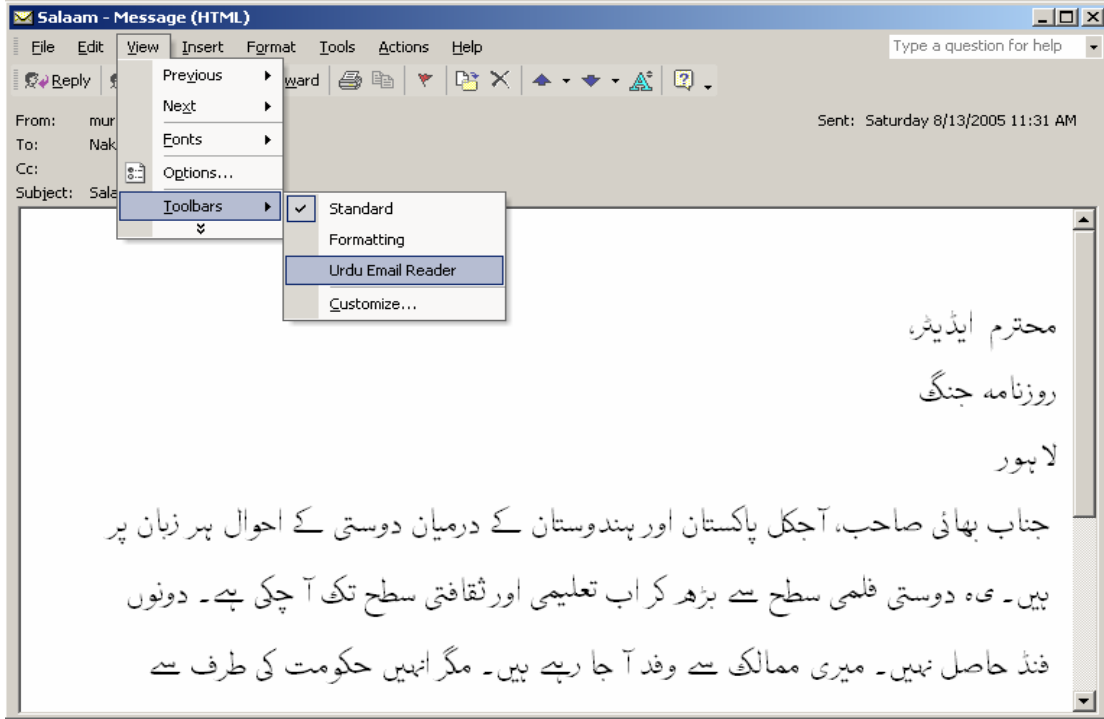 Salaam - Message (HTML)
File Edit View Insert Format Tools Actions Help Type a question for help
Reply ward
Previous
Next
Fonts
Options...
Toolbars
Standard
Formatting
Urdu Email Reader
Customize...
From: mur Sent: Saturday 8/13/2005 11:31 AM
To: Nak
Cc:
Subject: Sala
محترم ایڈیٹر،
روزنامہ جنگ
لاہور
جناب بھائی صاحب، آجکل پاکستان اور ہندوستان کے درمیان دوستی کے احوال ہر زبان پر
ہیں۔ یہ دوستی فلمی سطح سے بڑھ کر اب تعلیمی اور ثقافتی سطح تک آ چکی ہے۔ دونوں
فنڈ حاصل نہیں۔ میری ممالک سے وفد آ جا رہے ہیں۔ مگر انہیں حکومت کی طرف سے